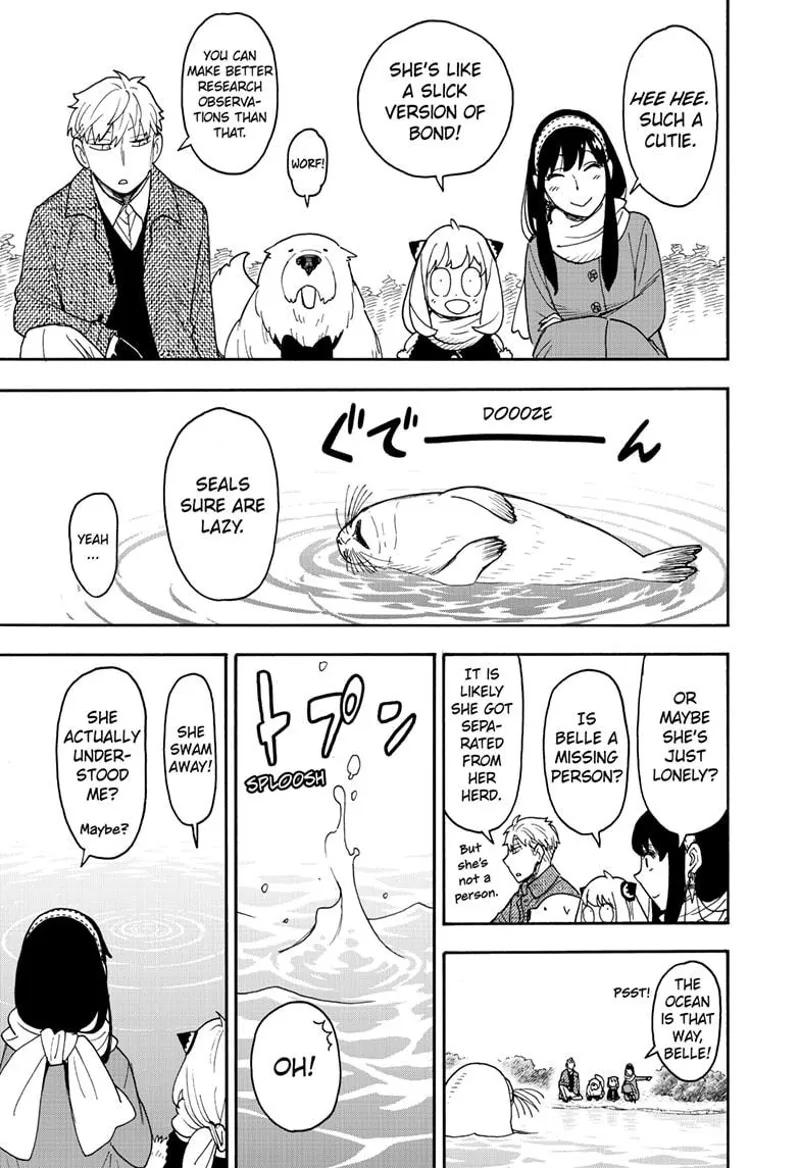 HEE HEE.
SUCH A
CUTIE.
SHE'S LIKE
A SLICK
VERSION OF
BOND!
WORF!
YOU CAN
MAKE BETTER
RESEARCH
OBSERVA-
TIONS THAN
THAT.
DOOOZE
ぐでーーん
SEALS
SURE ARE
LAZY.
YEAH
...
OR
MAYBE
SHE'S
JUST
LONELY?
IS
BELLE A
MISSING
PERSON?
IT IS
LIKELY
SHE GOT
SEPA-
RATED
FROM
HER
HERD.
But
she's
not a
person.
THE
OCEAN
IS THAT
WAY,
BELLE!
PSST!
トプン
SPLOOSH
OH!
SHE
SWAM
AWAY!
SHE
ACTUALLY
UNDER-
STOOD
ME?
Maybe?